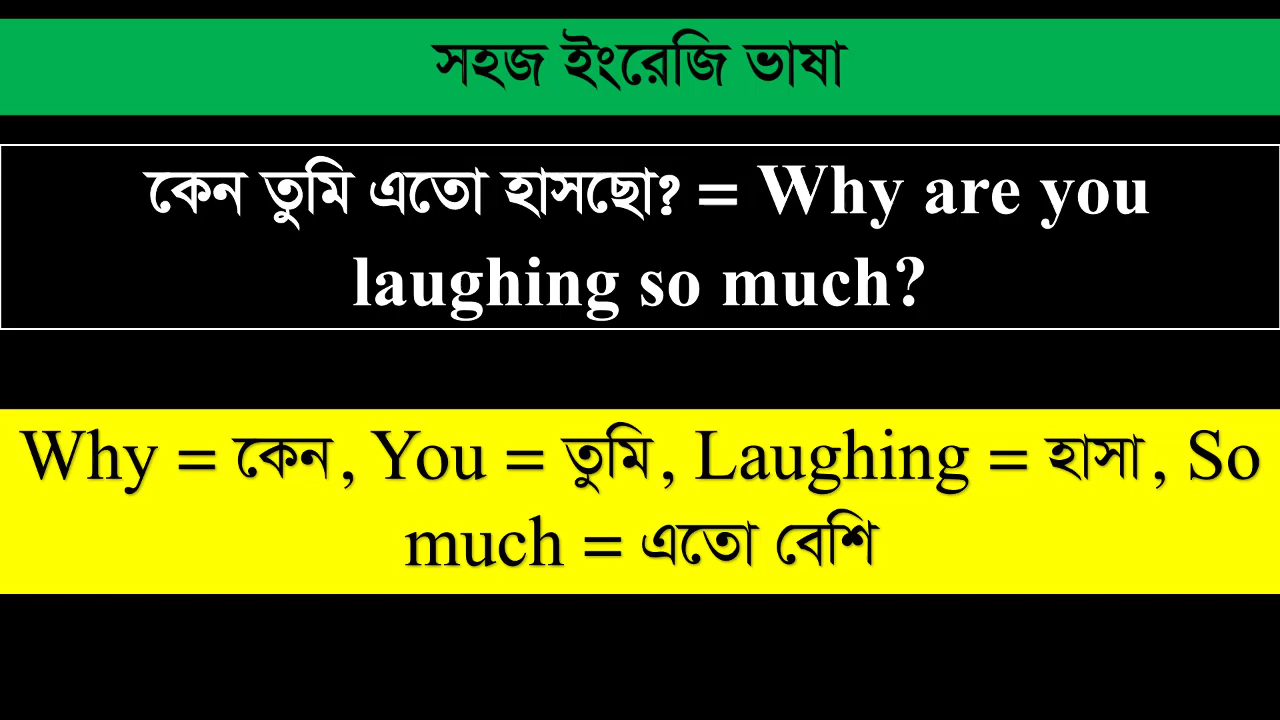 সহজ ইংরেজি ভাষা
কেন তুমি এতো হাসছো? = Why are you
laughing so much?
Why = কেন, You = তুমি, Laughing = হাসা, So
much = এতো বেশি